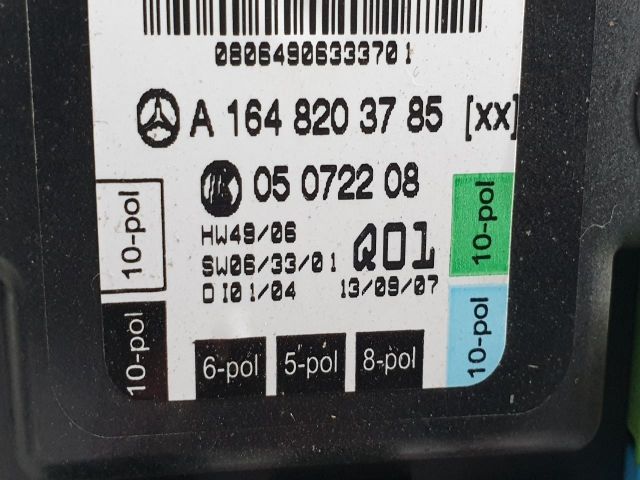 0806490633701
A 164 820 37 85 [xx]
05 0722 08
10-pol
HW49/06
Q01
10-pol
SW06/33/01
DI01/04
13/09/07
10-pol
6-pol
5-pol
8-pol
10-pol